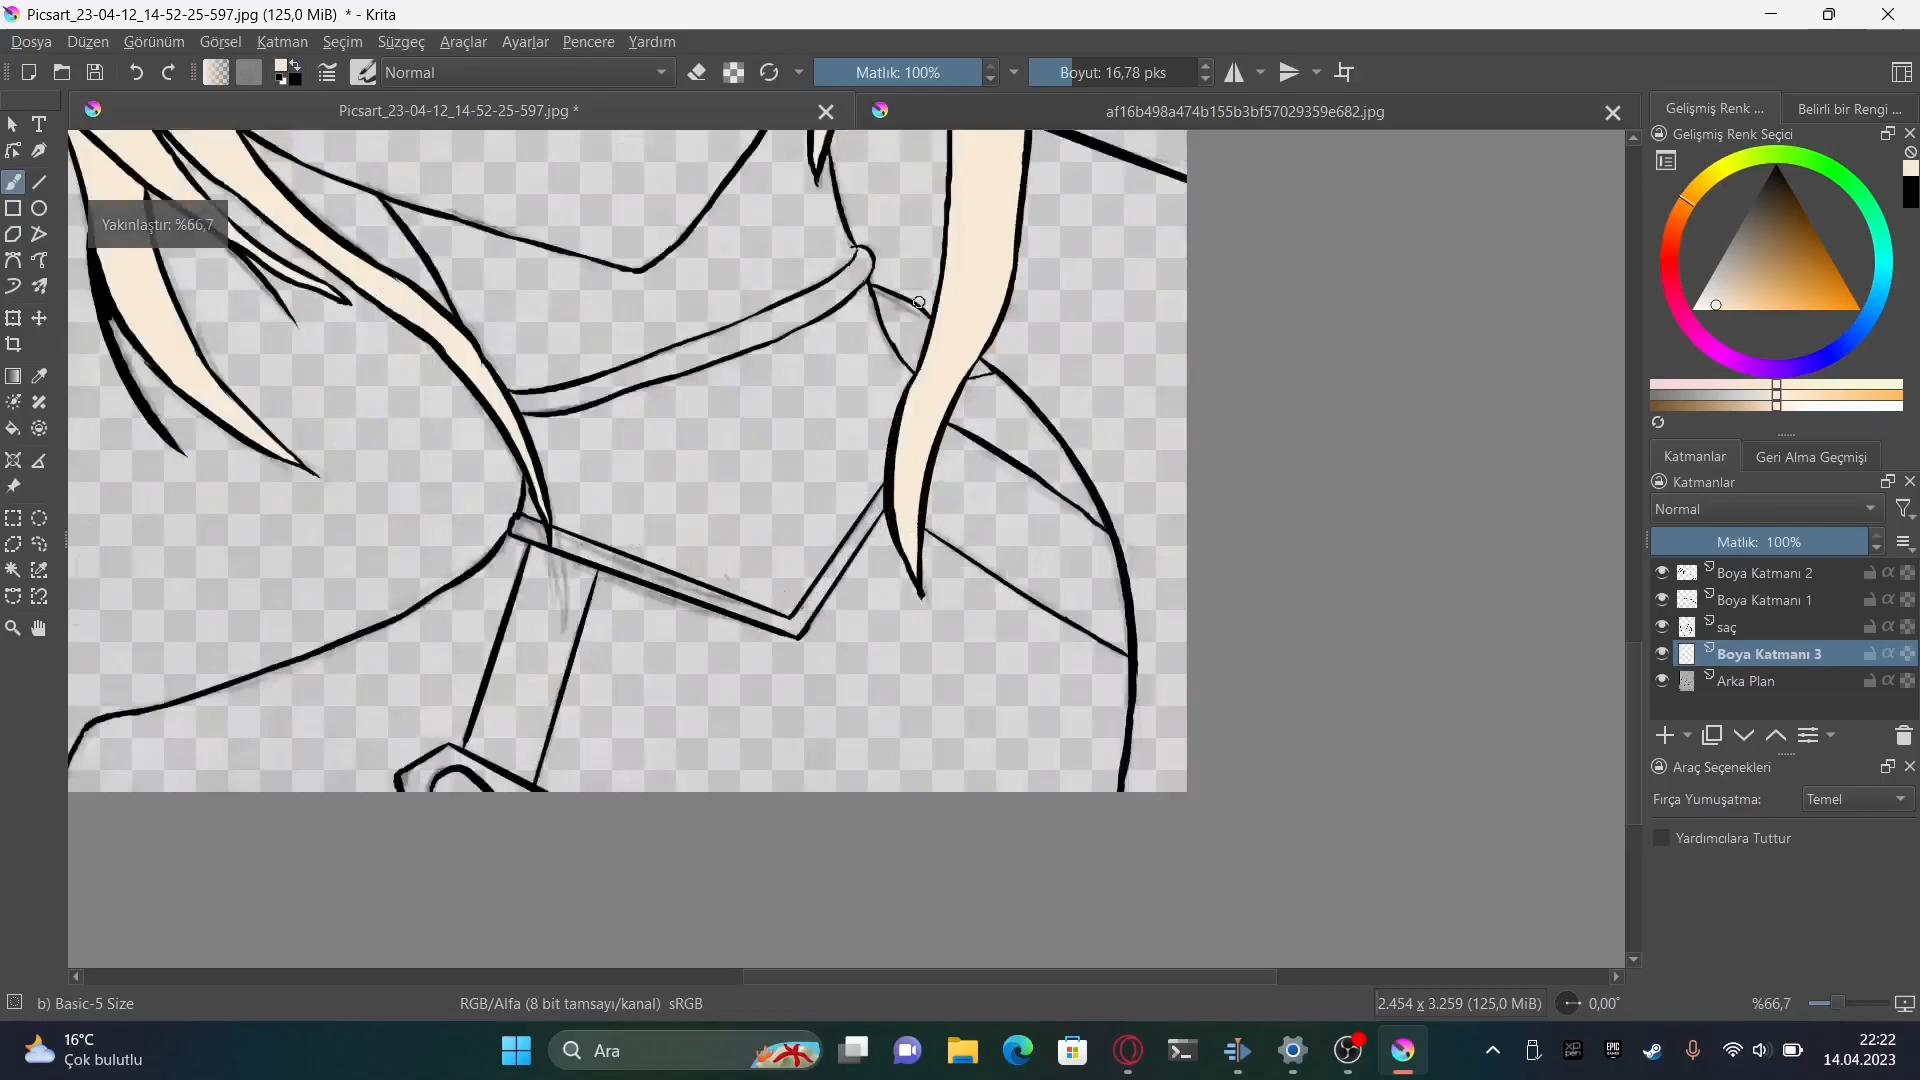 Picsart_23-04-12_14-52-25-597.jpg (125,0 MiB) * - Krita
Dosya Düzen Görünüm Görsel Katman Seçim Süzgeç Araçlar Ayarlar Pencere Yardım
Normal Matlık: 100% Boyut: 16,78 pks
Picsart_23-04-12_14-52-25-597.jpg * af16b498a474b155b3bf57029359e682.jpg
Gelişmiş Renk ... Belirli bir Rengi ...
Gelişmiş Renk Seçici
Yakınlaştır: %66,7
Katmanlar Geri Alma Geçmişi
Katmanlar
Normal
Matlık: 100%
Boya Katmanı 2
Boya Katmanı 1
saç
Boya Katmanı 3
Arka Plan
Araç Seçenekleri
Fırça Yumuşatma: Temel
Yardımcılara Tuttur
b) Basic-5 Size RGB/Alfa (8 bit tamsayı/kanal) sRGB 2.454 x 3.259 (125,0 MiB) 0,00° %66,7
16°C
Çok bulutlu
Ara
22:22
14.04.2023